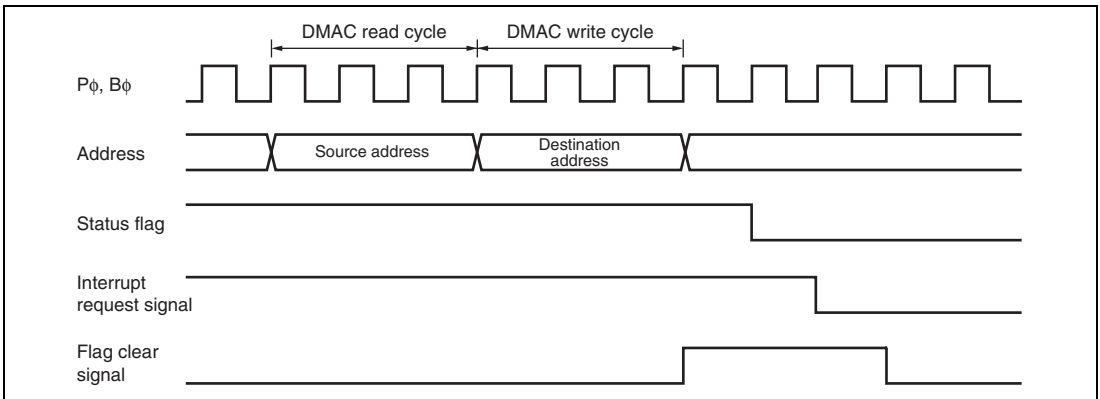 DMAC read cycle DMAC write cycle
Pϕ, Bϕ
Address
Source address
Destination
address
Status flag
Interrupt
request signal
Flag clear
signal